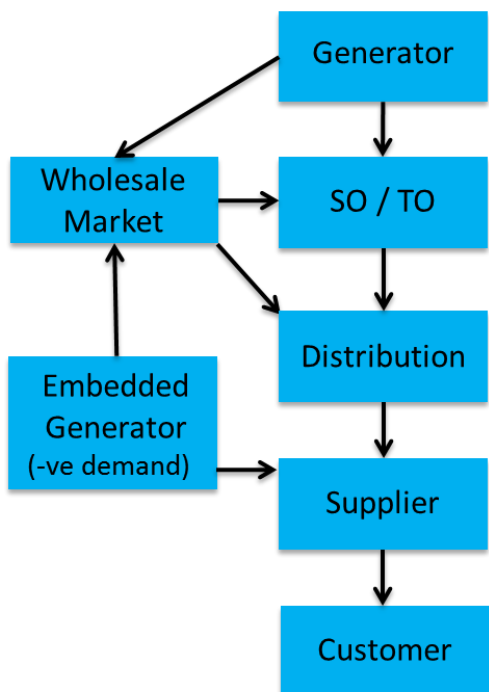 Generator
Wholesale
Market
SO / TO
Distribution
Embedded
Generator
(-ve demand)
Supplier
Customer